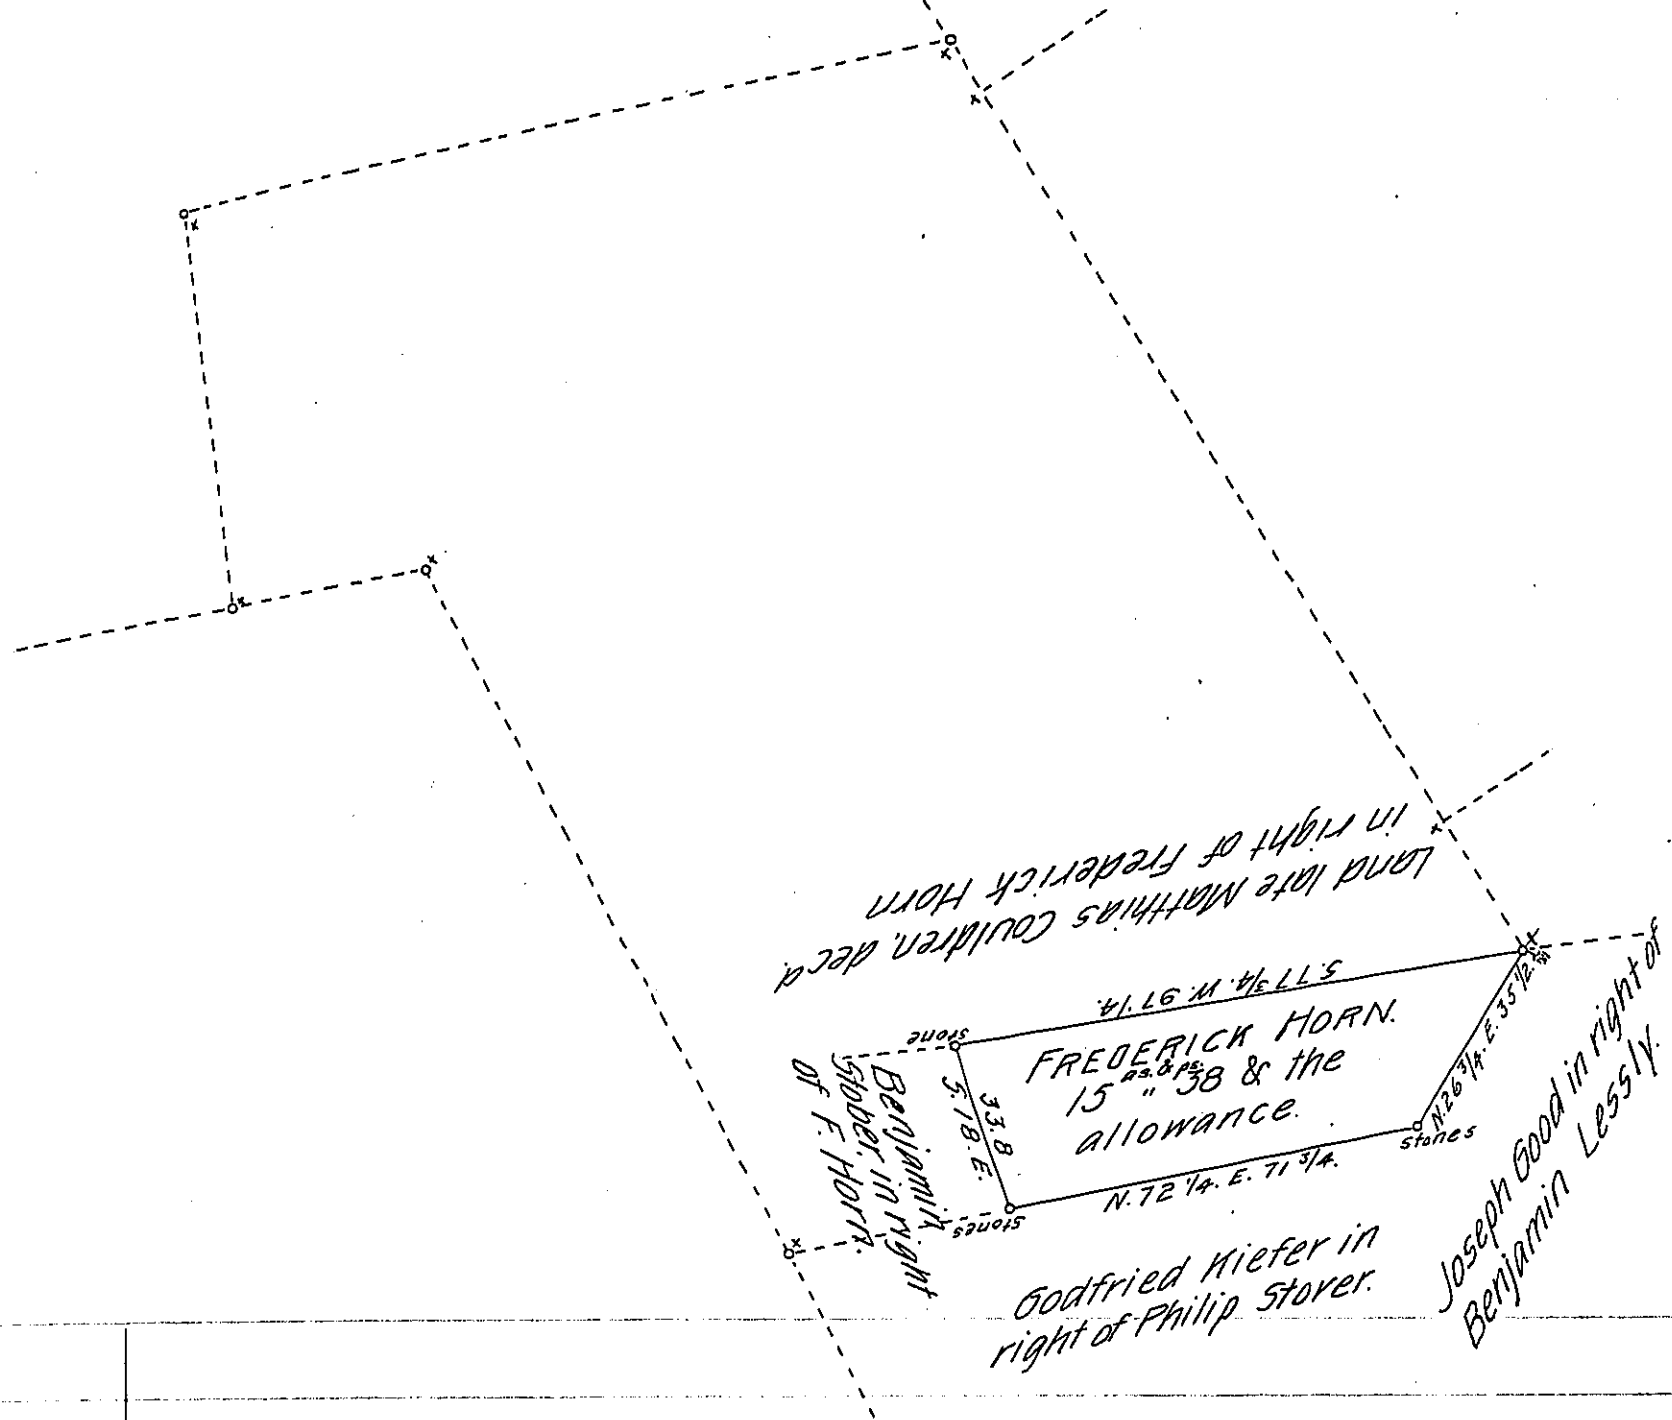 Land late Matthias Couldren, dec'd.
in right of Frederick Horn
S. 77 3/4. W. 97 1/4.
stone
FREDERICK HORN.
as. & ps.
15 " 38 & the
allowance.
33.8
S. 18. E.
N. 26 3/4. E. 35 1/2.
stones
N. 72 1/4. E. 71 3/4.
stones
Benjamin
Stober, in right
of F. Horn.
Godfried Kiefer in
right of Philip Stover.
Joseph Good in right of
Benjamin Lessly.